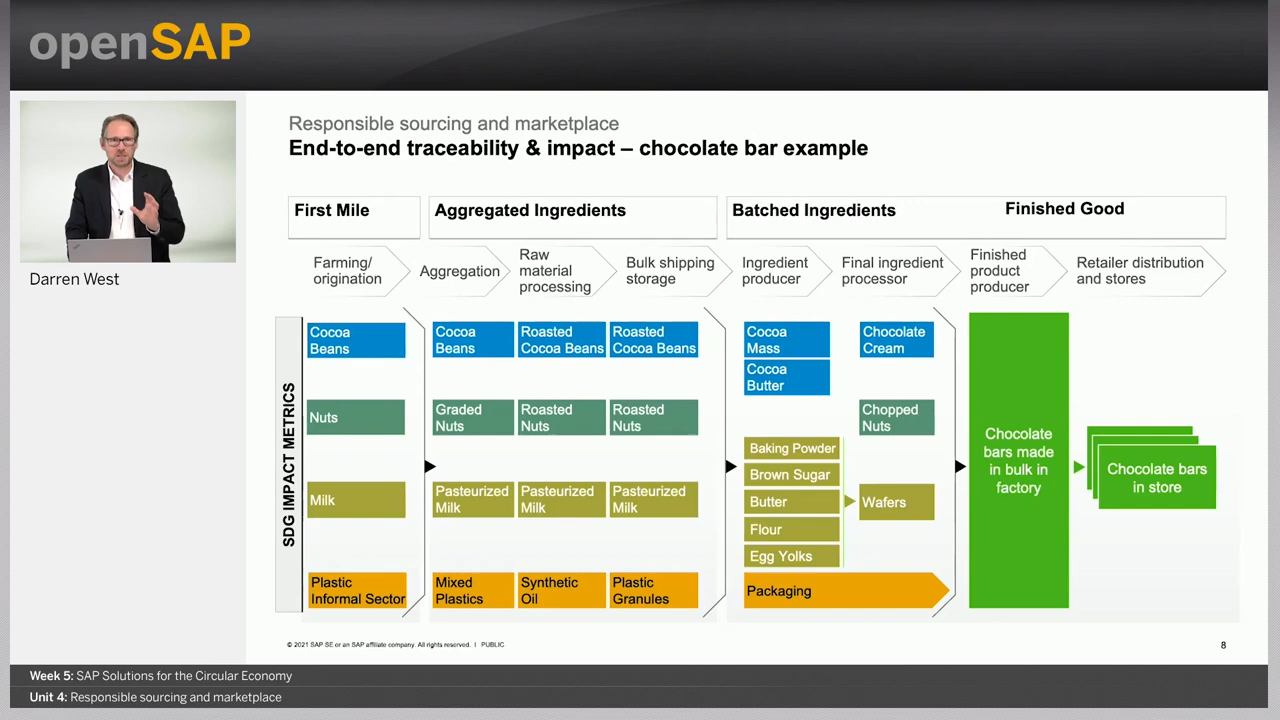 openSAP
Darren West
Responsible sourcing and marketplace
End-to-end traceability & impact – chocolate bar example
First Mile
Aggregated Ingredients
Batched Ingredients
Finished Good
Farming/
origination
Aggregation
Raw
material
processing
Bulk shipping
storage
Ingredient
producer
Final ingredient
processor
Finished
product
producer
Retailer distribution
and stores
SDG IMPACT METRICS
Cocoa
Beans
Cocoa
Beans
Roasted
Cocoa Beans
Roasted
Cocoa Beans
Cocoa
Mass
Cocoa
Butter
Chocolate
Cream
Nuts
Graded
Nuts
Roasted
Nuts
Roasted
Nuts
Chopped
Nuts
Milk
Pasteurized
Milk
Pasteurized
Milk
Pasteurized
Milk
Baking Powder
Brown Sugar
Butter
Flour
Egg Yolks
Wafers
Plastic
Informal Sector
Mixed
Plastics
Synthetic
Oil
Plastic
Granules
Packaging
Chocolate
bars made
in bulk in
factory
Chocolate bars
in store
© 2021 SAP SE or an SAP affiliate company. All rights reserved. I PUBLIC
8
Week 5: SAP Solutions for the Circular Economy
Unit 4: Responsible sourcing and marketplace